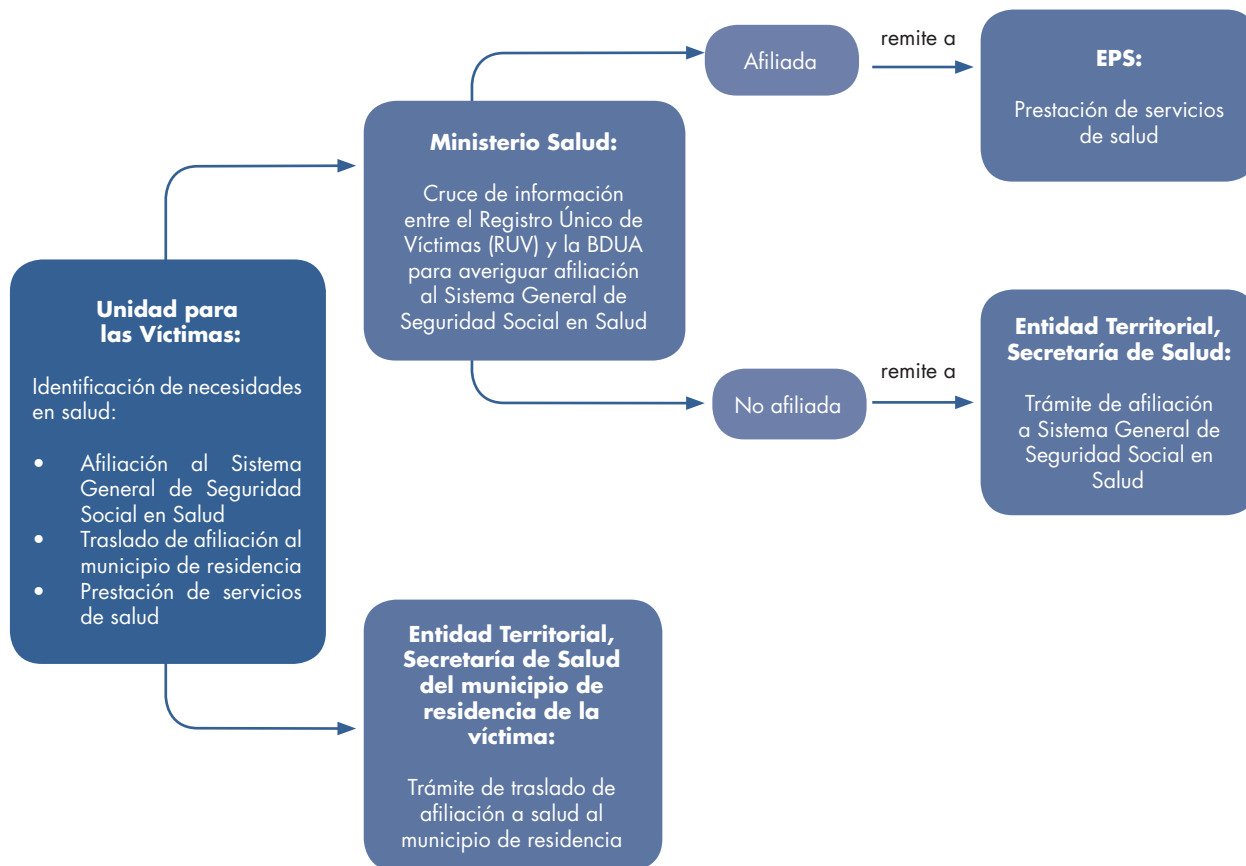 Unidad para
las Víctimas:
Identificación de necesidades
en salud:
• Afiliación al Sistema
General de Seguridad
Social en Salud
• Traslado de afiliación al
municipio de residencia
• Prestación de servicios
de salud
Ministerio Salud:
Cruce de información
entre el Registro Único de
Víctimas (RUV) y la BDUA
para averiguar afiliación
al Sistema General de
Seguridad Social en Salud
Afiliada
remite a
EPS:
Prestación de servicios
de salud
No afiliada
remite a
Entidad Territorial,
Secretaría de Salud:
Trámite de afiliación
a Sistema General de
Seguridad Social en
Salud
Entidad Territorial,
Secretaría de Salud
del municipio de
residencia de la
víctima:
Trámite de traslado de
afiliación a salud al
municipio de residencia